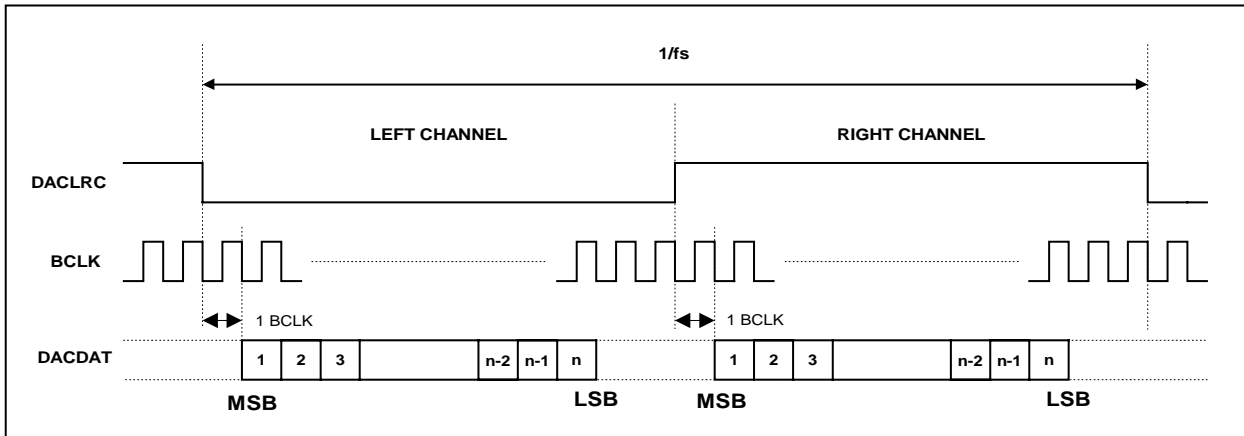 1/fs
LEFT CHANNEL RIGHT CHANNEL
DACLRC
BCLK
1 BCLK 1 BCLK
DACDAT 1 2 3 n-2 n-1 n 1 2 3 n-2 n-1 n
MSB LSB MSB LSB